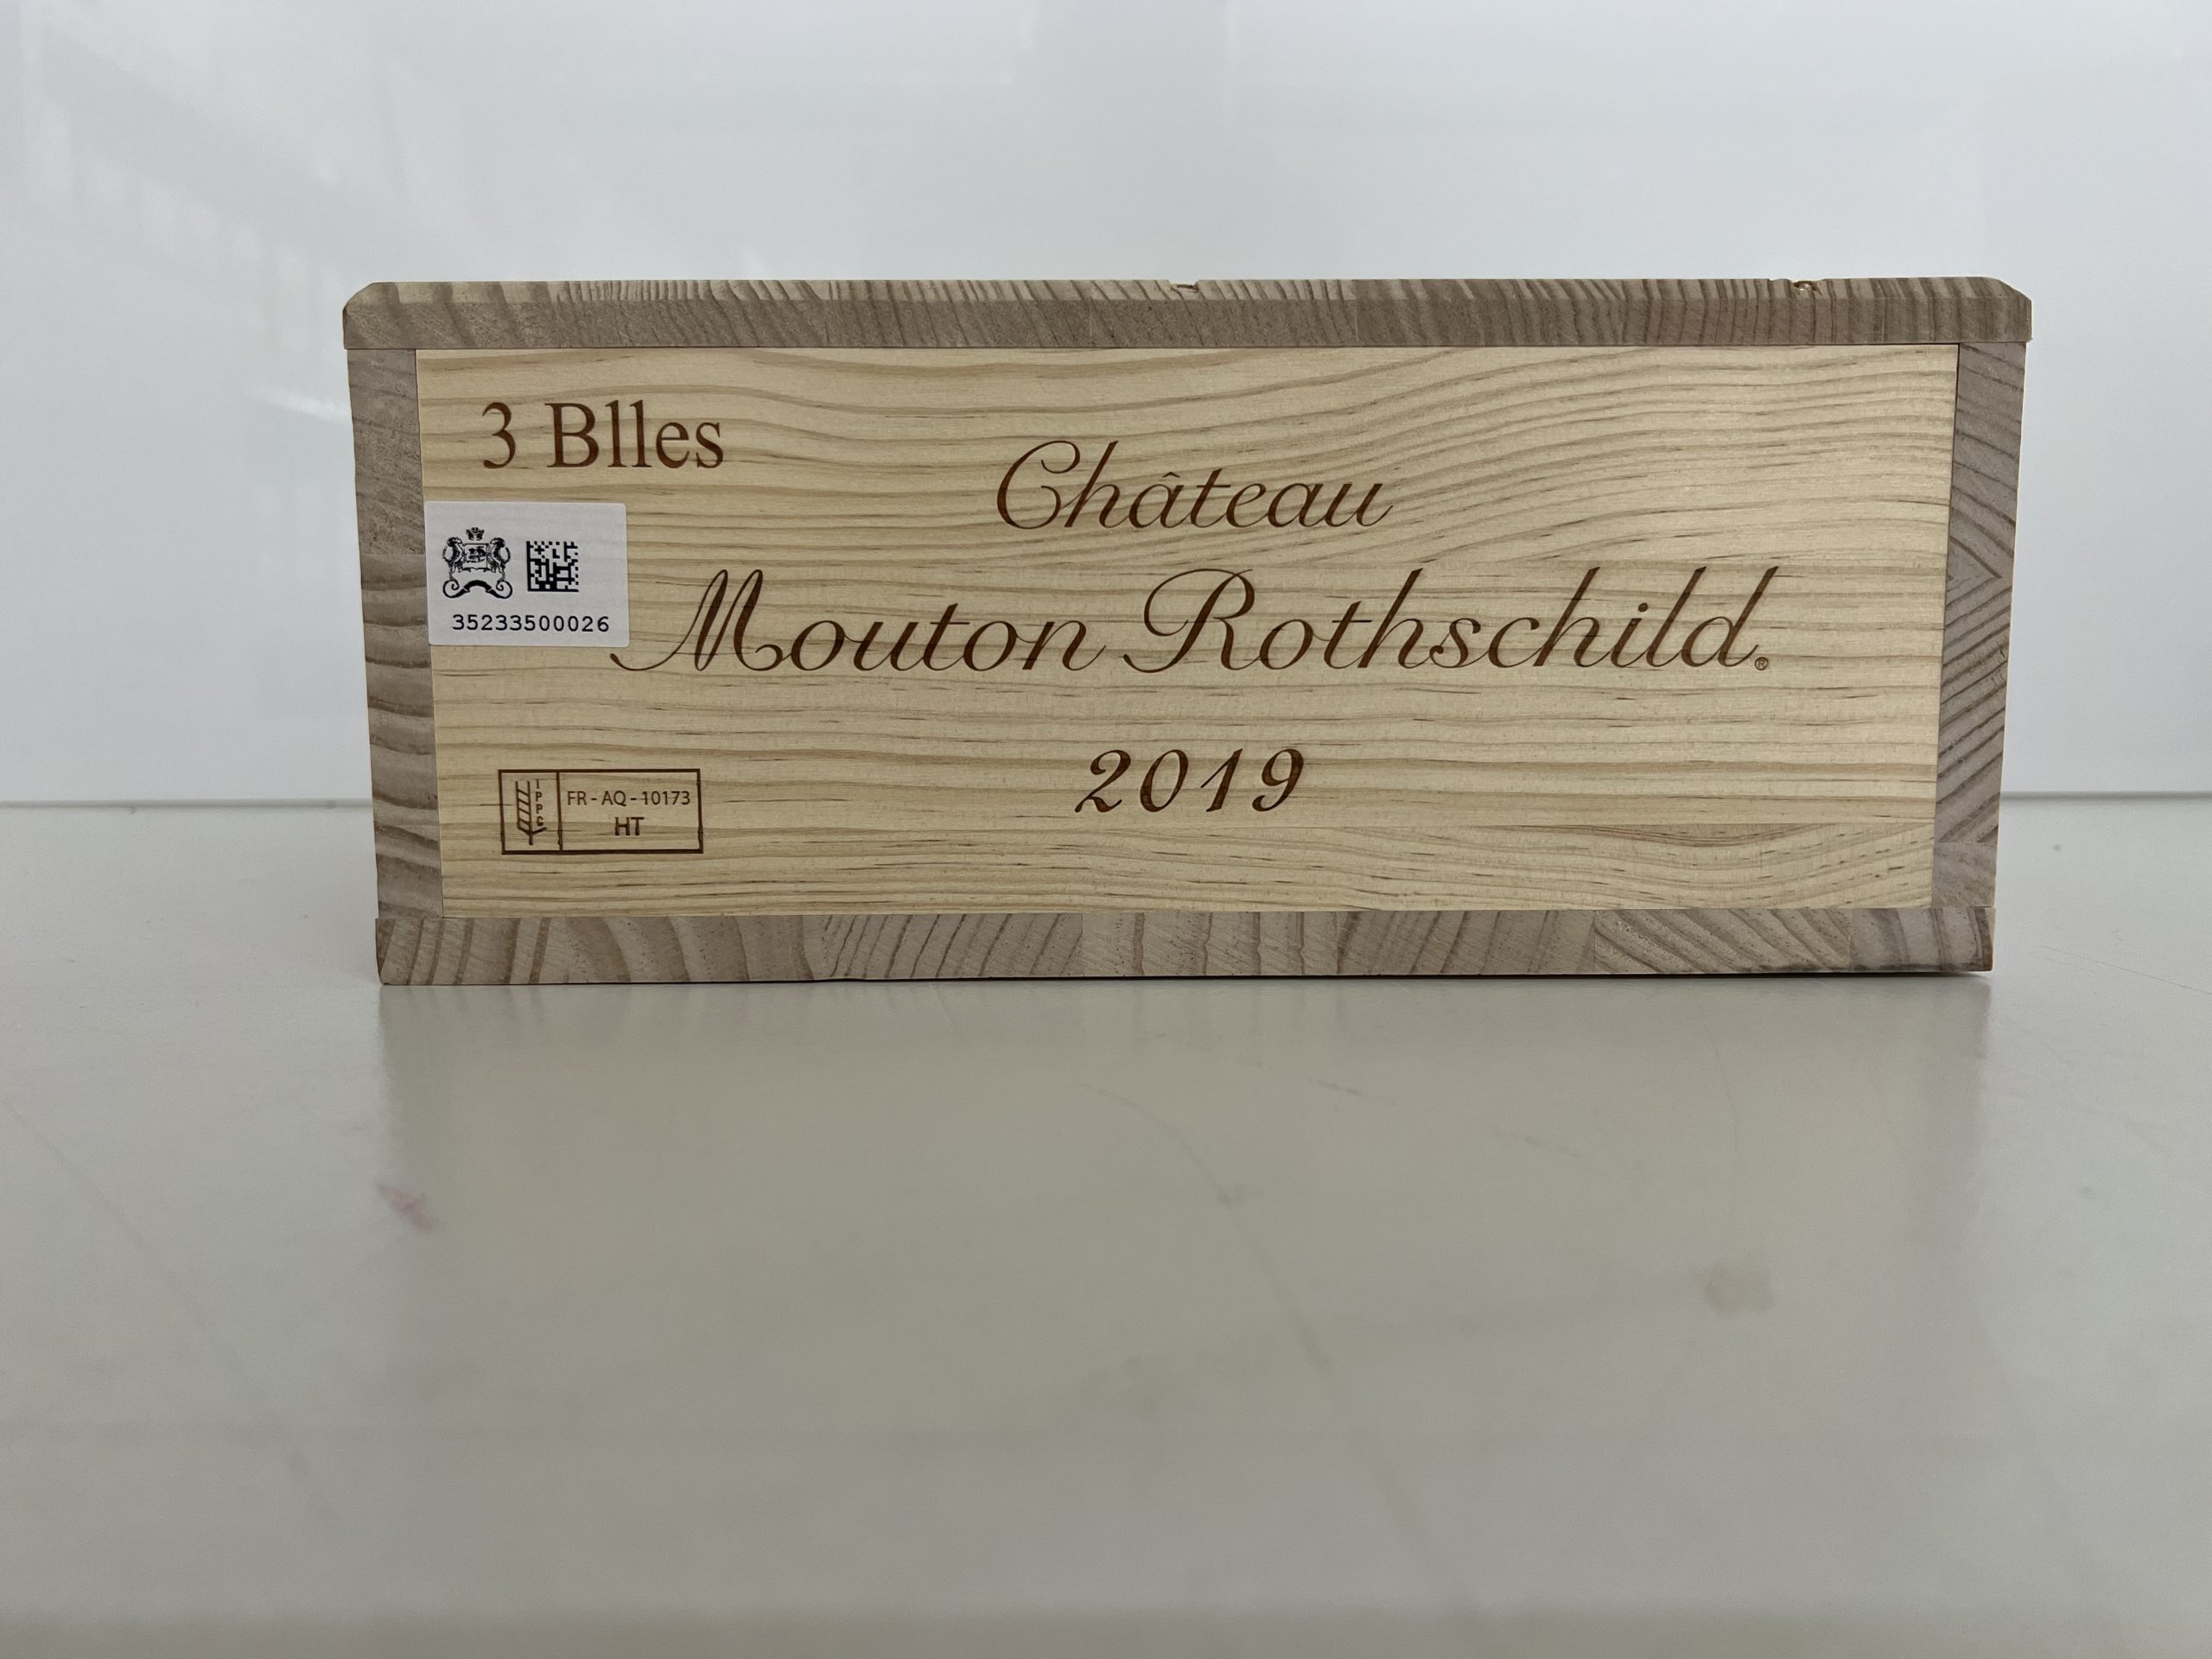 3 Blles
Château
Mouton Rothschild®
2019
35233500026
IPPC
FR - AQ - 10173
HT